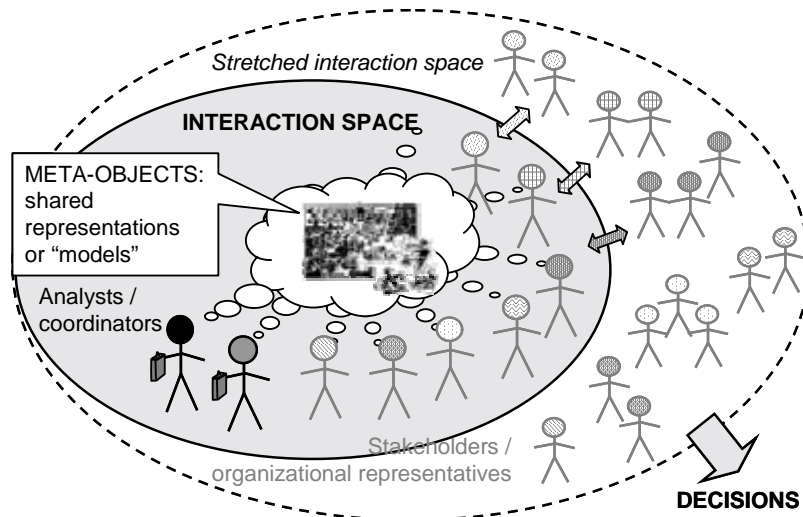 Stretched interaction space
INTERACTION SPACE
META-OBJECTS:
shared
representations
or “models”
Analysts /
coordinators
Stakeholders /
organizational representatives
DECISIONS